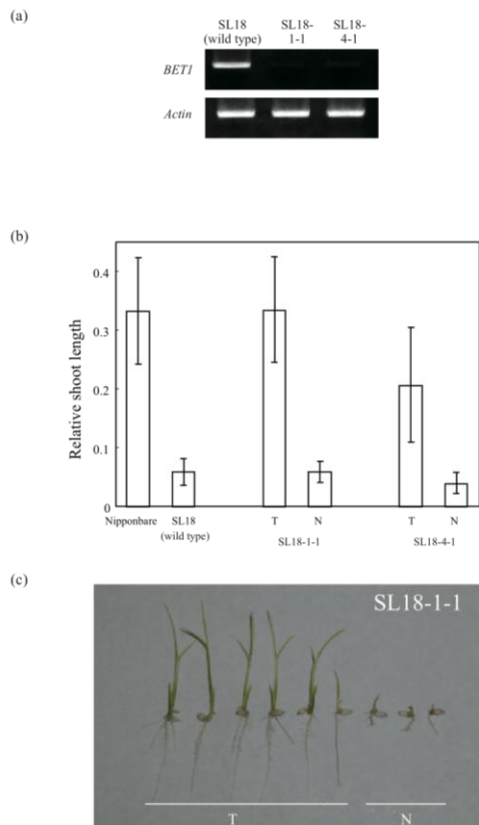 (a)
SL18 SL18- SL18-
(wild type) 1-1 4-1
BET1
Actin
(b)
Relative shoot length
0.4
0.3
0.2
0.1
0
Nipponbare SL18 T N T N
(wild type) SL18-1-1 SL18-4-1
(c)
SL18-1-1
T N